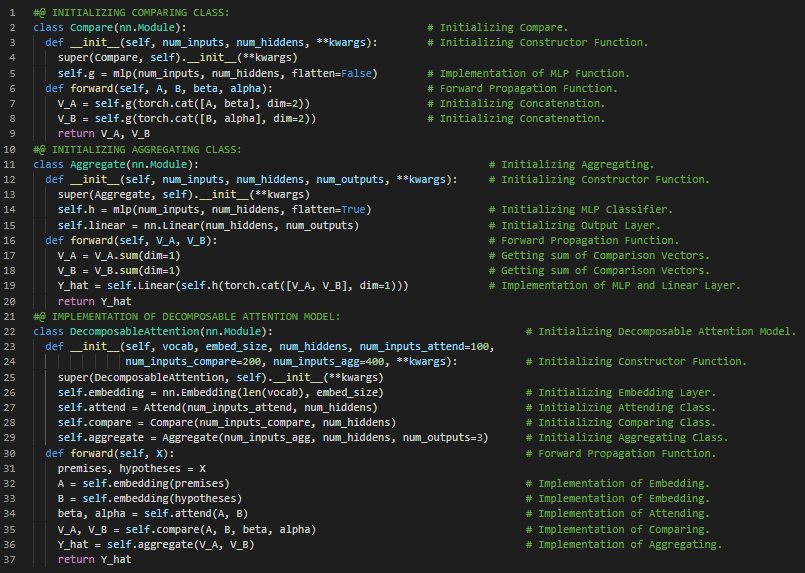 1 #@ INITIALIZING COMPARING CLASS:
2 class Compare(nn.Module): # Initializing Compare.
3 def __init__(self, num_inputs, num_hiddens, **kwargs): # Initializing Constructor Function.
4 super(Compare, self).__init__(**kwargs)
5 self.g = mlp(num_inputs, num_hiddens, flatten=False) # Implementation of MLP Function.
6 def forward(self, A, B, beta, alpha): # Forward Propagation Function.
7 V_A = self.g(torch.cat([A, beta], dim=2)) # Initializing Concatenation.
8 V_B = self.g(torch.cat([B, alpha], dim=2)) # Initializing Concatenation.
9 return V_A, V_B
10 #@ INITIALIZING AGGREGATING CLASS:
11 class Aggregate(nn.Module): # Initializing Aggregating.
12 def __init__(self, num_inputs, num_hiddens, num_outputs, **kwargs): # Initializing Constructor Function.
13 super(Aggregate, self).__init__(**kwargs)
14 self.h = mlp(num_inputs, num_hiddens, flatten=True) # Initializing MLP Classifier.
15 self.linear = nn.Linear(num_hiddens, num_outputs) # Initializing Output Layer.
16 def forward(self, V_A, V_B): # Forward Propagation Function.
17 V_A = V_A.sum(dim=1) # Getting sum of Comparison Vectors.
18 V_B = V_B.sum(dim=1) # Getting sum of Comparison Vectors.
19 Y_hat = self.Linear(self.h(torch.cat([V_A, V_B], dim=1))) # Implementation of MLP and Linear Layer.
20 return Y_hat
21 #@ IMPLEMENTATION OF DECOMPOSABLE ATTENTION MODEL:
22 class DecomposableAttention(nn.Module): # Initializing Decomposable Attention Model.
23 def __init__(self, vocab, embed_size, num_hiddens, num_inputs_attend=100,
24 num_inputs_compare=200, num_inputs_agg=400, **kwargs): # Initializing Constructor Function.
25 super(DecomposableAttention, self).__init__(**kwargs)
26 self.embedding = nn.Embedding(len(vocab), embed_size) # Initializing Embedding Layer.
27 self.attend = Attend(num_inputs_attend, num_hiddens) # Initializing Attending Class.
28 self.compare = Compare(num_inputs_compare, num_hiddens) # Initializing Comparing Class.
29 self.aggregate = Aggregate(num_inputs_agg, num_hiddens, num_outputs=3) # Initializing Aggregating Class.
30 def forward(self, X): # Forward Propagation Function.
31 premises, hypotheses = X
32 A = self.embedding(premises) # Implementation of Embedding.
33 B = self.embedding(hypotheses) # Implementation of Embedding.
34 beta, alpha = self.attend(A, B) # Implementation of Attending.
35 V_A, V_B = self.compare(A, B, beta, alpha) # Implementation of Comparing.
36 Y_hat = self.aggregate(V_A, V_B) # Implementation of Aggregating.
37 return Y_hat